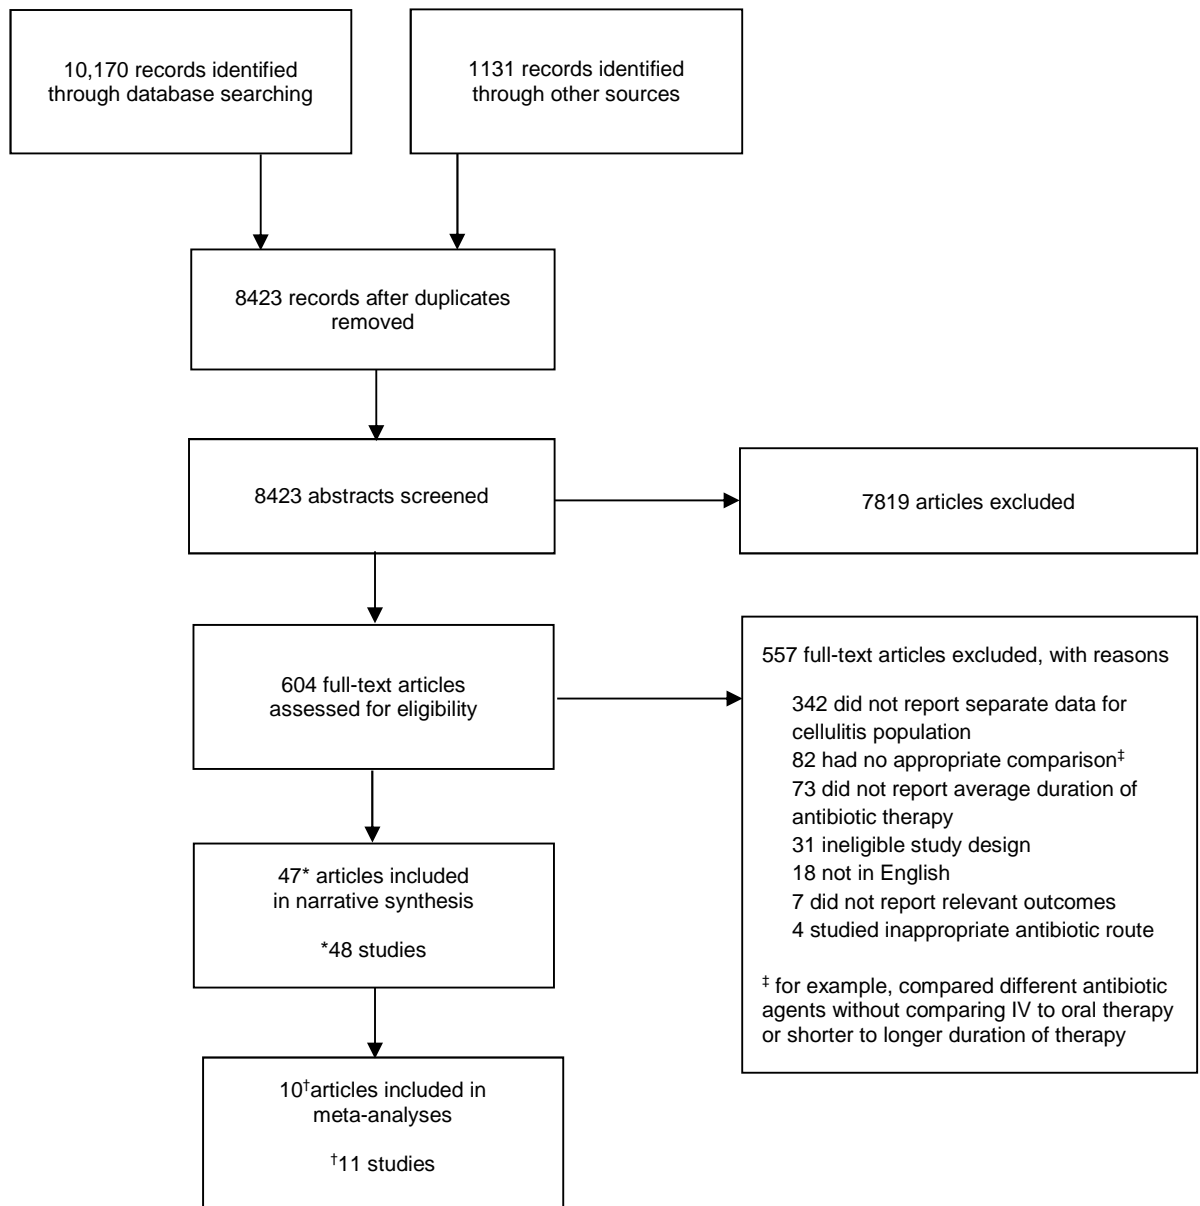 10,170 records identified
through database searching
1131 records identified
through other sources
8423 records after duplicates
removed
8423 abstracts screened
7819 articles excluded
604 full-text articles
assessed for eligibility
557 full-text articles excluded, with reasons
342 did not report separate data for
cellulitis population
82 had no appropriate comparison‡
73 did not report average duration of
antibiotic therapy
31 ineligible study design
18 not in English
7 did not report relevant outcomes
4 studied inappropriate antibiotic route
‡ for example, compared different antibiotic
agents without comparing IV to oral therapy
or shorter to longer duration of therapy
47* articles included
in narrative synthesis
*48 studies
10†articles included in
meta-analyses
†11 studies